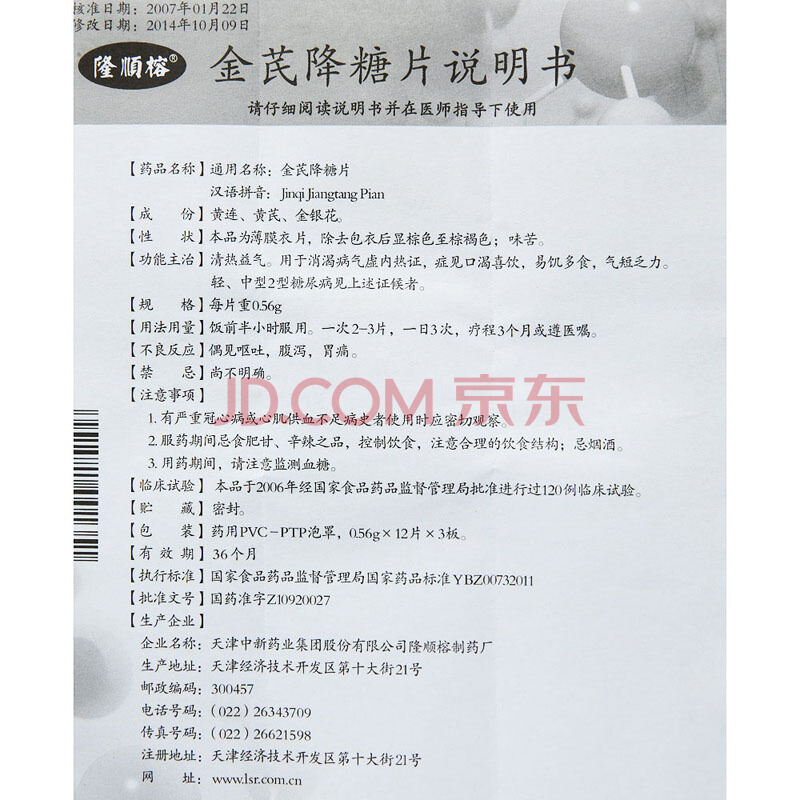 核准日期：2007年01月22日
修改日期：2014年10月09日
隆顺榕®
金芪降糖片说明书
请仔细阅读说明书并在医师指导下使用
【药品名称】通用名称：金芪降糖片
汉语拼音：Jinqi Jiangtang Pian
【成　份】黄连、黄芪、金银花。
【性　状】本品为薄膜衣片，除去包衣后显棕色至棕褐色；味苦。
【功能主治】清热益气。用于消渴病气虚内热证，症见口渴喜饮，易饥多食，气短乏力。
轻、中型2型糖尿病见上述证候者。
【规　格】每片重0.56g
【用法用量】饭前半小时服用。一次2-3片，一日3次，疗程3个月或遵医嘱。
【不良反应】偶见呕吐，腹泻，胃痛。
【禁　忌】尚不明确。
【注意事项】
JD.COM 京东
1. 有严重冠心病或心肌供血不足病史者使用时应密切观察。
2. 服药期间忌食肥甘、辛辣之品，控制饮食，注意合理的饮食结构；忌烟酒。
3. 用药期间，请注意监测血糖。
【临床试验】本品于2006年经国家食品药品监督管理局批准进行过120例临床试验。
【贮　藏】密封。
【包　装】药用PVC-PTP泡罩，0.56g×12片×3板。
【有 效 期】36个月
【执行标准】国家食品药品监督管理局国家药品标准YBZ00732011
【批准文号】国药准字Z10920027
【生产企业】
企业名称：天津中新药业集团股份有限公司隆顺榕制药厂
生产地址：天津经济技术开发区第十大街21号
邮政编码：300457
电话号码：(022)26343709
传真号码：(022)26621598
注册地址：天津经济技术开发区第十大街21号
网　址：www.lsr.com.cn